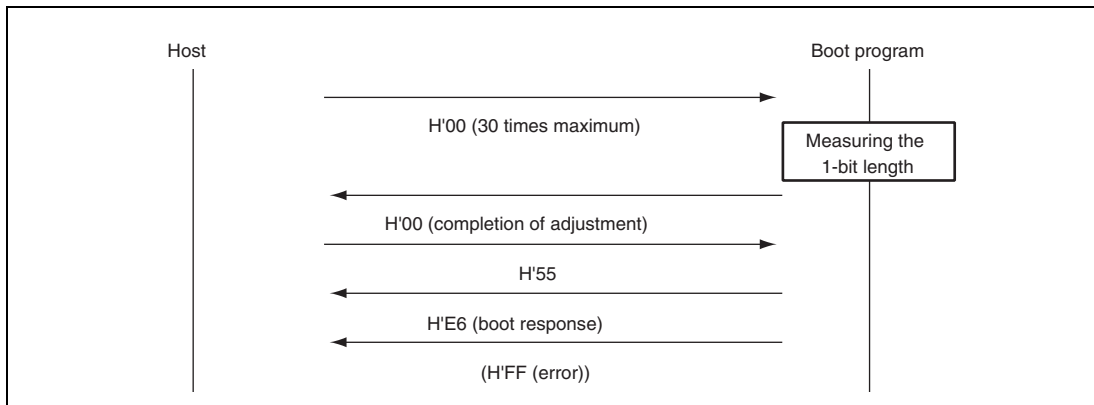 Host
Boot program
H'00 (30 times maximum)
Measuring the
1-bit length
H'00 (completion of adjustment)
H'55
H'E6 (boot response)
(H'FF (error))